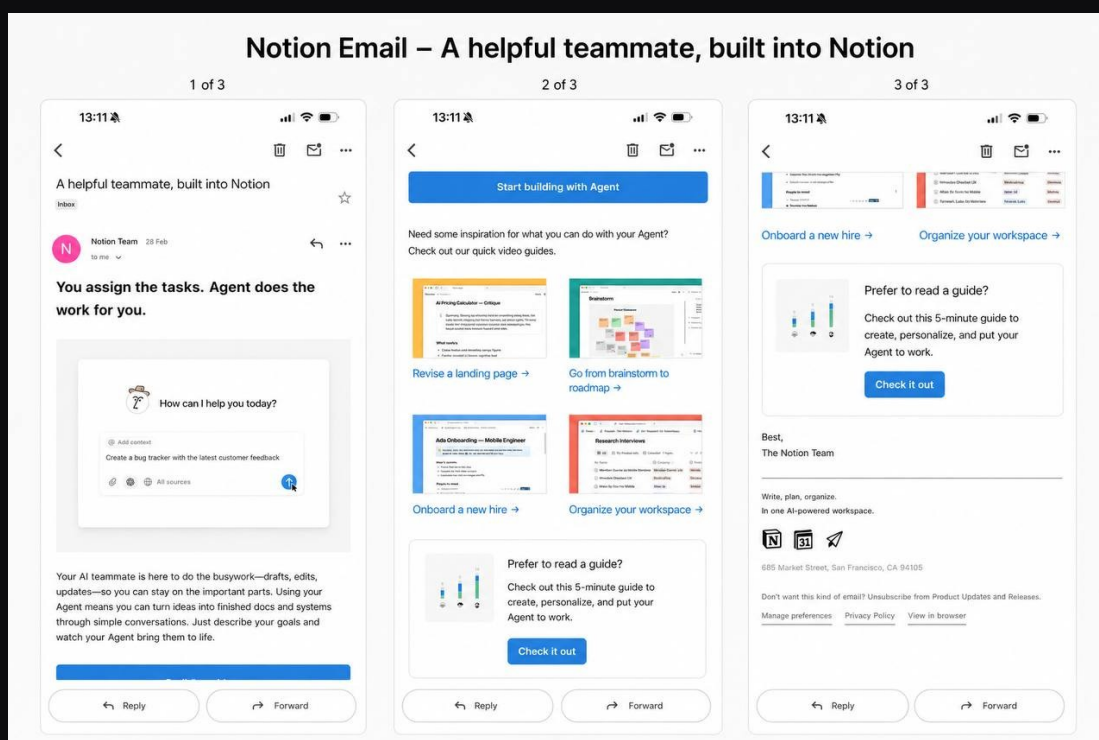 Notion Email – A helpful teammate, built into Notion
1 of 3
13:11
A helpful teammate, built into Notion
Inbox
N
Notion Team 28 Feb
to me
You assign the tasks. Agent does the
work for you.
How can I help you today?
@ Add context
Create a bug tracker with the latest customer feedback
All sources
Your AI teammate is here to do the busywork—drafts, edits,
updates—so you can stay on the important parts. Using your
Agent means you can turn ideas into finished docs and systems
through simple conversations. Just describe your goals and
watch your Agent bring them to life.
Reply
Forward
2 of 3
13:11
Start building with Agent
Need some inspiration for what you can do with your Agent?
Check out our quick video guides.
AI Pricing Calculator — Critique
What works
Revise a landing page →
Brainstorm
Go from brainstorm to
roadmap →
Ada Onboarding — Mobile Engineer
People to meet
Onboard a new hire →
Research Interviews
Organize your workspace →
Prefer to read a guide?
Check out this 5-minute guide to
create, personalize, and put your
Agent to work.
Check it out
Reply
Forward
3 of 3
13:11
People to meet
Onboard a new hire →
Organize your workspace →
Prefer to read a guide?
Check out this 5-minute guide to
create, personalize, and put your
Agent to work.
Check it out
Best,
The Notion Team
Write, plan, organize.
In one AI-powered workspace.
N
31
685 Market Street, San Francisco, CA 94105
Don't want this kind of email? Unsubscribe from Product Updates and Releases.
Manage preferences Privacy Policy View in browser
Reply
Forward